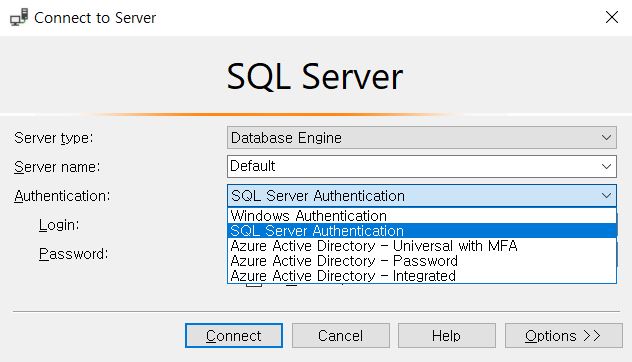 Connect to Server
SQL Server
Server type:
Database Engine
Server name:
Default
Authentication:
SQL Server Authentication
Windows Authentication
Login:
SQL Server Authentication
Azure Active Directory - Universal with MFA
Password:
Azure Active Directory - Password
Azure Active Directory - Integrated
Connect
Cancel
Help
Options >>